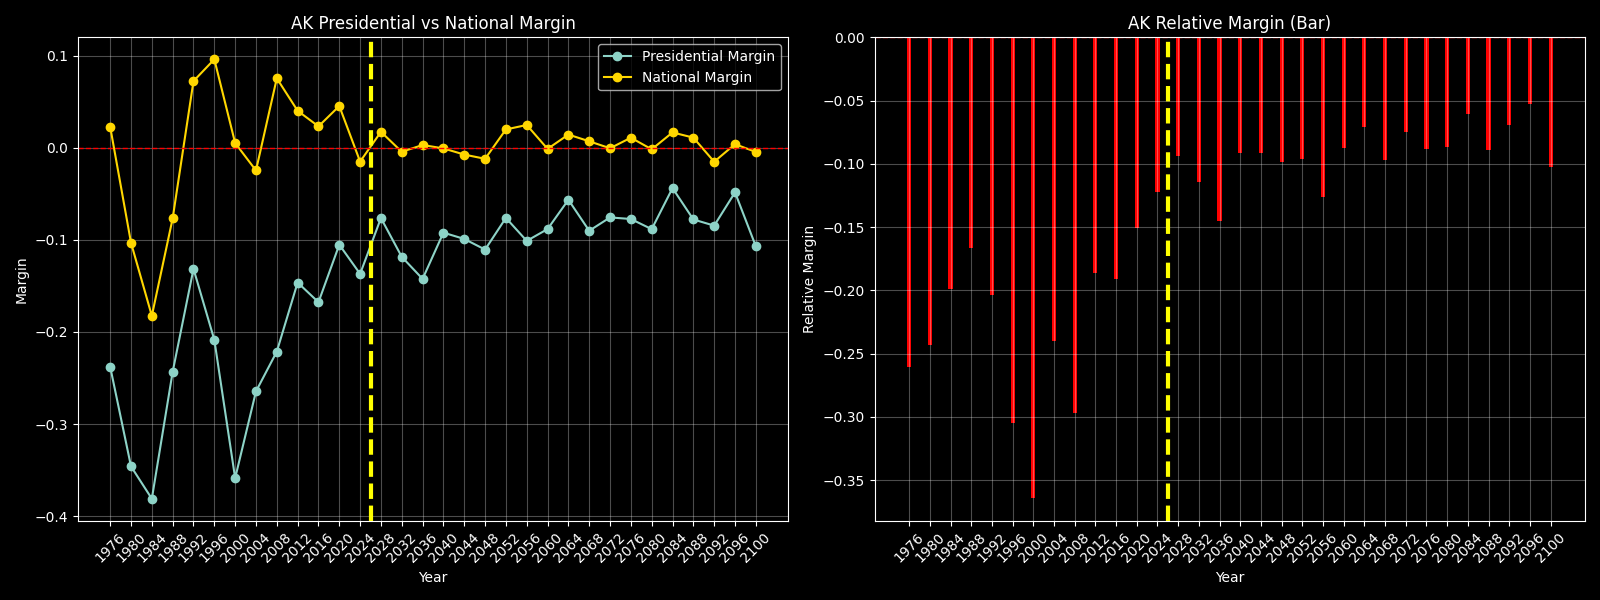 AK Presidential vs National Margin
Presidential Margin
National Margin
Margin
0.1
0.0
−0.1
−0.2
−0.3
−0.4
1976 1980 1984 1988 1992 1996 2000 2004 2008 2012 2016 2020 2024 2028 2032 2036 2040 2044 2048 2052 2056 2060 2064 2068 2072 2076 2080 2084 2088 2092 2096 2100
Year
AK Relative Margin (Bar)
Relative Margin
0.00
−0.05
−0.10
−0.15
−0.20
−0.25
−0.30
−0.35
1976 1980 1984 1988 1992 1996 2000 2004 2008 2012 2016 2020 2024 2028 2032 2036 2040 2044 2048 2052 2056 2060 2064 2068 2072 2076 2080 2084 2088 2092 2096 2100
Year